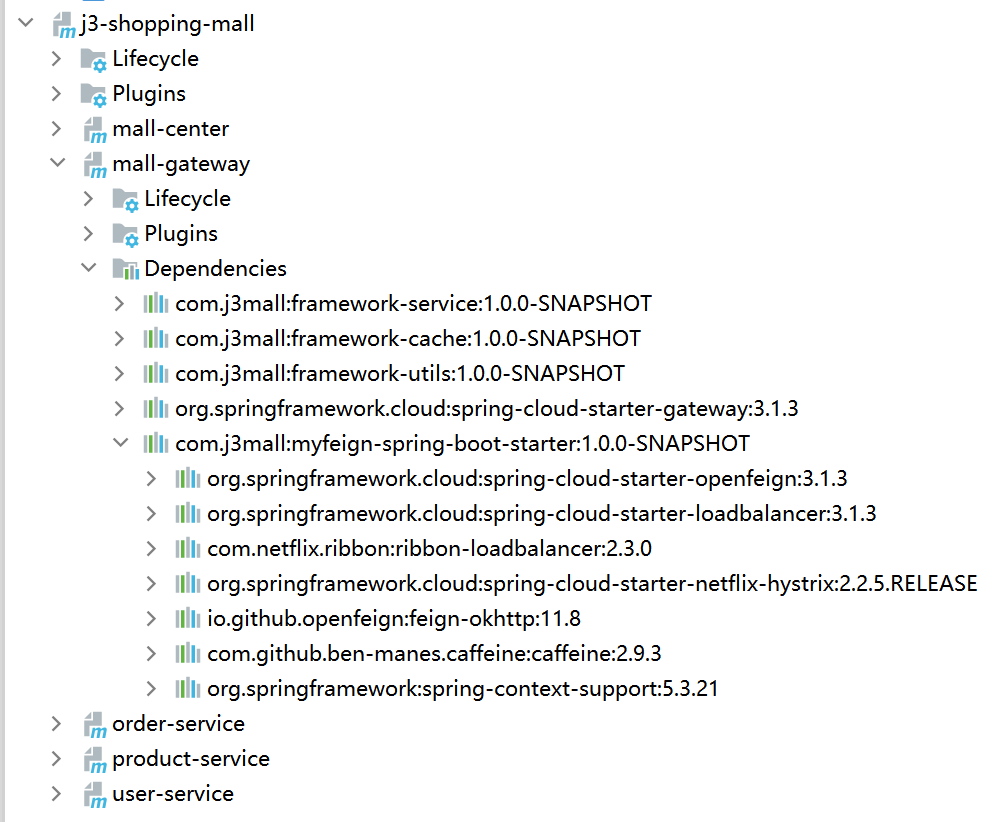 j3-shopping-mall
Lifecycle
Plugins
mall-center
mall-gateway
Lifecycle
Plugins
Dependencies
com.j3mall:framework-service:1.0.0-SNAPSHOT
com.j3mall:framework-cache:1.0.0-SNAPSHOT
com.j3mall:framework-utils:1.0.0-SNAPSHOT
org.springframework.cloud:spring-cloud-starter-gateway:3.1.3
com.j3mall:myfeign-spring-boot-starter:1.0.0-SNAPSHOT
org.springframework.cloud:spring-cloud-starter-openfeign:3.1.3
org.springframework.cloud:spring-cloud-starter-loadbalancer:3.1.3
com.netflix.ribbon:ribbon-loadbalancer:2.3.0
org.springframework.cloud:spring-cloud-starter-netflix-hystrix:2.2.5.RELEASE
io.github.openfeign:feign-okhttp:11.8
com.github.ben-manes.caffeine:caffeine:2.9.3
org.springframework:spring-context-support:5.3.21
order-service
product-service
user-service